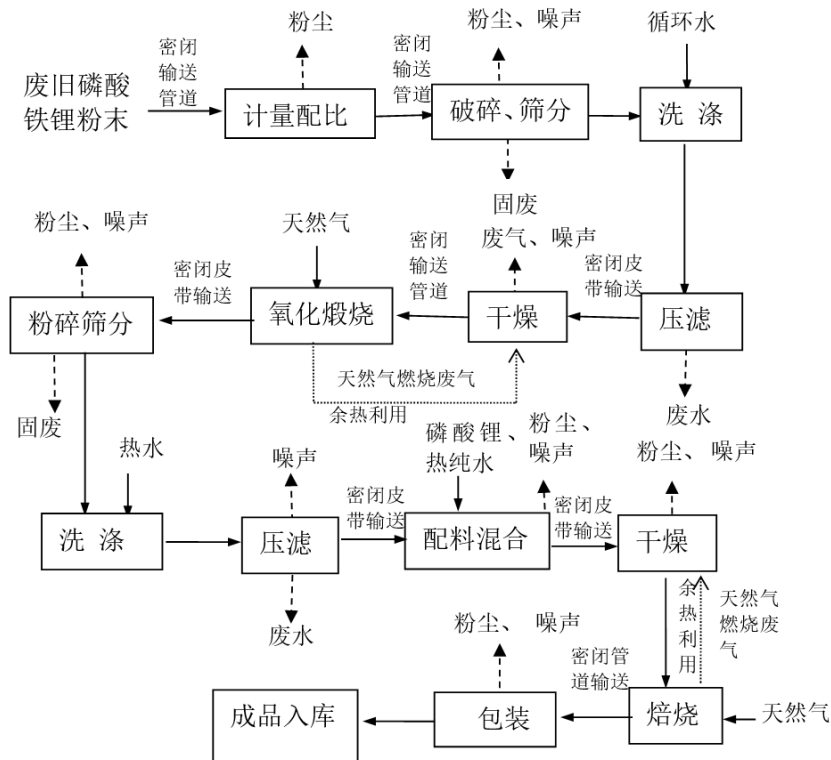 粉尘
密闭
输送
管道
废旧磷酸
铁锂粉末
计量配比
密闭
输送
管道
粉尘、噪声
破碎、筛分
固废
循环水
洗 涤
粉尘、噪声
粉碎筛分
固废
密闭皮
带输送
天然气
氧化煅烧
密闭
输送
管道
废气、噪声
干燥
密闭皮
带输送
压滤
废水
天然气燃烧废气
余热利用
热水
洗 涤
噪声
压滤
废水
密闭皮
带输送
磷酸锂、
热纯水
粉尘、
噪声
配料混合
密闭皮
带输送
粉尘、噪声
干燥
余热利用
天然气
燃烧废
气
成品入库
粉尘、 噪声
包装
密闭管
道输送
焙烧
天然气